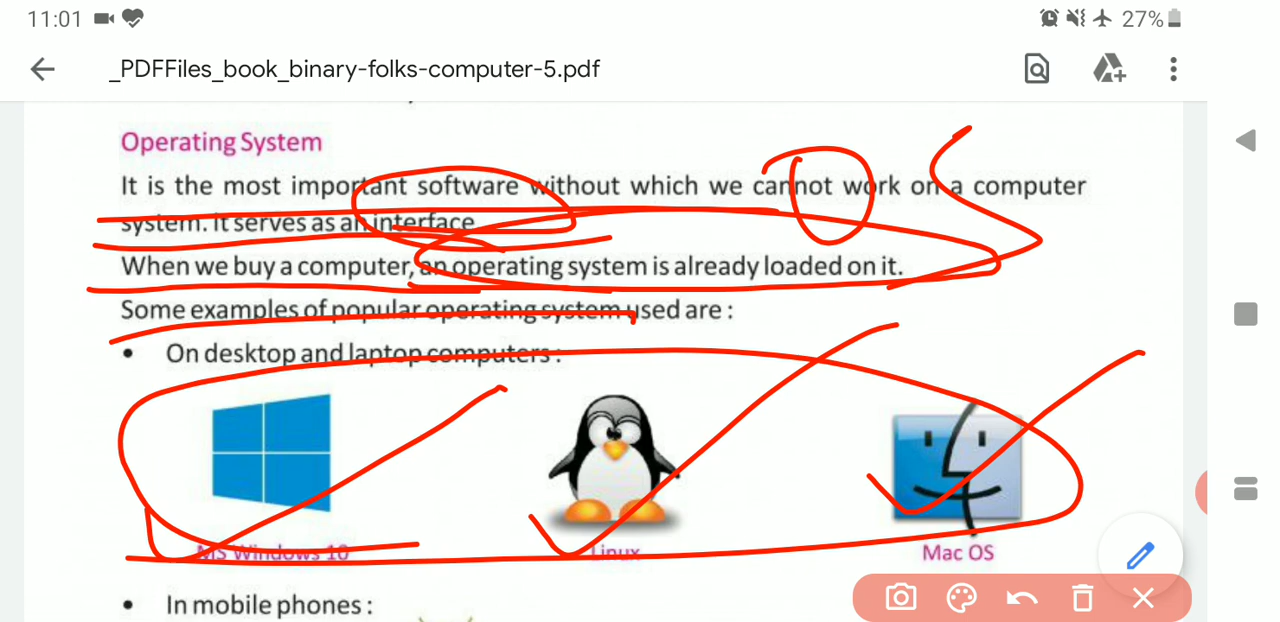 11:01 27%
_PDFFiles_book_binary-folks-computer-5.pdf
Operating System
It is the most important software without which we cannot work on a computer
system. It serves as an interface.
When we buy a computer, an operating system is already loaded on it.
Some examples of popular operating system used are :
• On desktop and laptop computers :
MS Windows 10 Linux Mac OS
• In mobile phones :